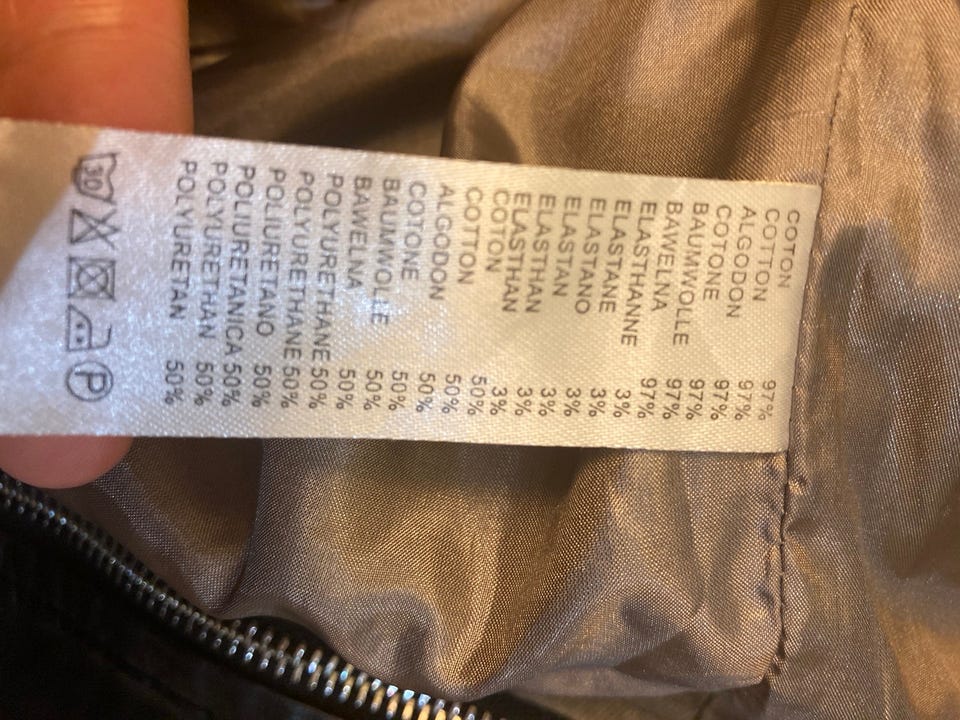 COTON 97%
COTTON 97%
ALGODON 97%
COTONE 97%
BAUMWOLLE 97%
BAWELNA 97%
ELASTHANNE 3%
ELASTANE 3%
ELASTANO 3%
ELASTAN 3%
ELASTHAN 3%
ELASTHAN 3%
COTON 50%
COTTON 50%
ALGODON 50%
COTONE 50%
BAUMWOLLE 50%
BAWELNA 50%
POLYURETHANE 50%
POLYURETHANE 50%
POLIURETANO 50%
POLIURETANICA 50%
POLYURETHAN 50%
POLYURETAN 50%
30 P